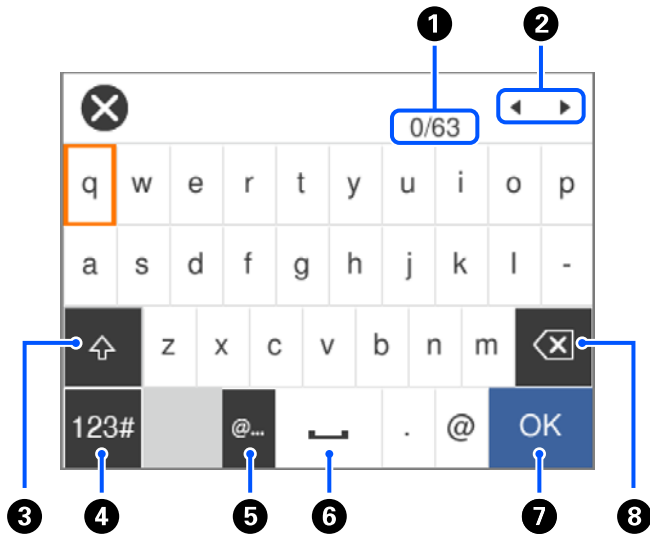 1 2
0/63
q w e r t y u i o p
a s d f g h j k l -
z x c v b n m
123# @... . @ OK
3 4 5 6 7 8